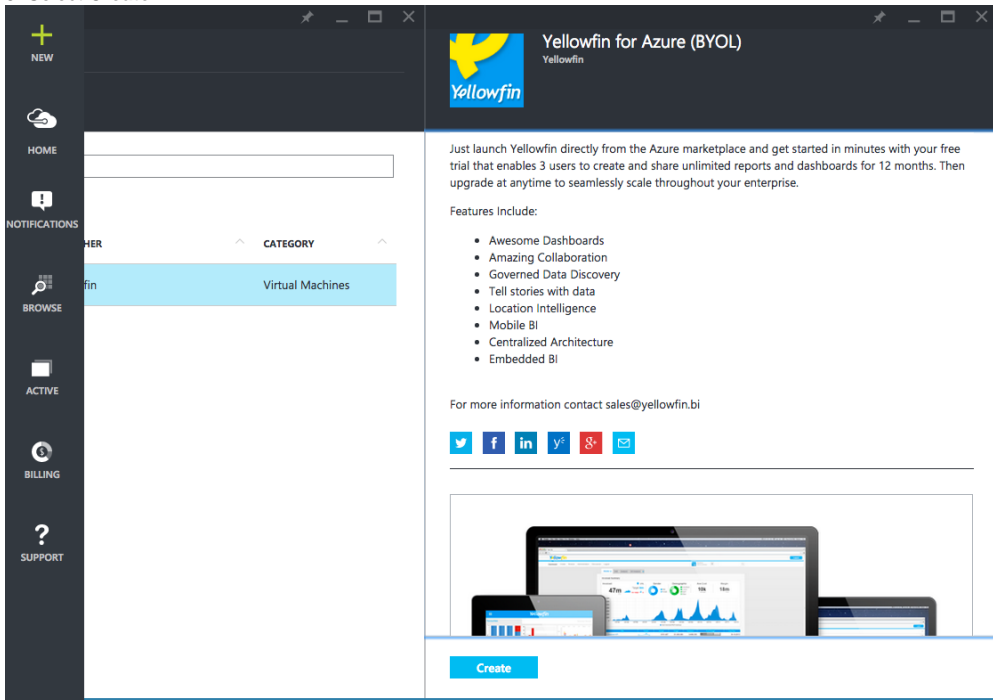 NEW
HOME
NOTIFICATIONS
BROWSE
ACTIVE
BILLING
SUPPORT
HER
CATEGORY
fin
Virtual Machines
Yellowfin
Yellowfin for Azure (BYOL)
Yellowfin
Just launch Yellowfin directly from the Azure marketplace and get started in minutes with your free
trial that enables 3 users to create and share unlimited reports and dashboards for 12 months. Then
upgrade at anytime to seamlessly scale throughout your enterprise.
Features Include:
Awesome Dashboards
Amazing Collaboration
Governed Data Discovery
Tell stories with data
Location Intelligence
Mobile BI
Centralized Architecture
Embedded BI
For more information contact sales@yellowfin.bi
47m
10k
14m
Create